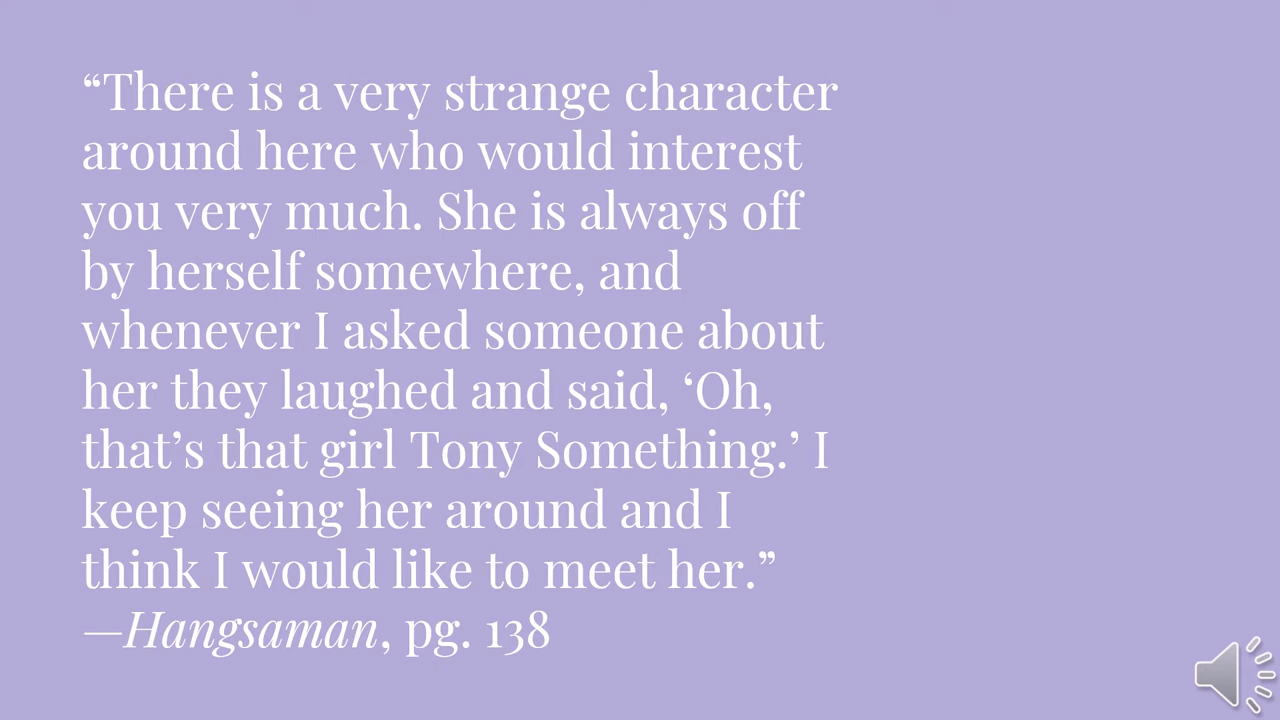 “There is a very strange character
around here who would interest
you very much. She is always off
by herself somewhere, and
whenever I asked someone about
her they laughed and said, ‘Oh,
that’s that girl Tony Something.’ I
keep seeing her around and I
think I would like to meet her.”
—Hangsaman, pg. 138